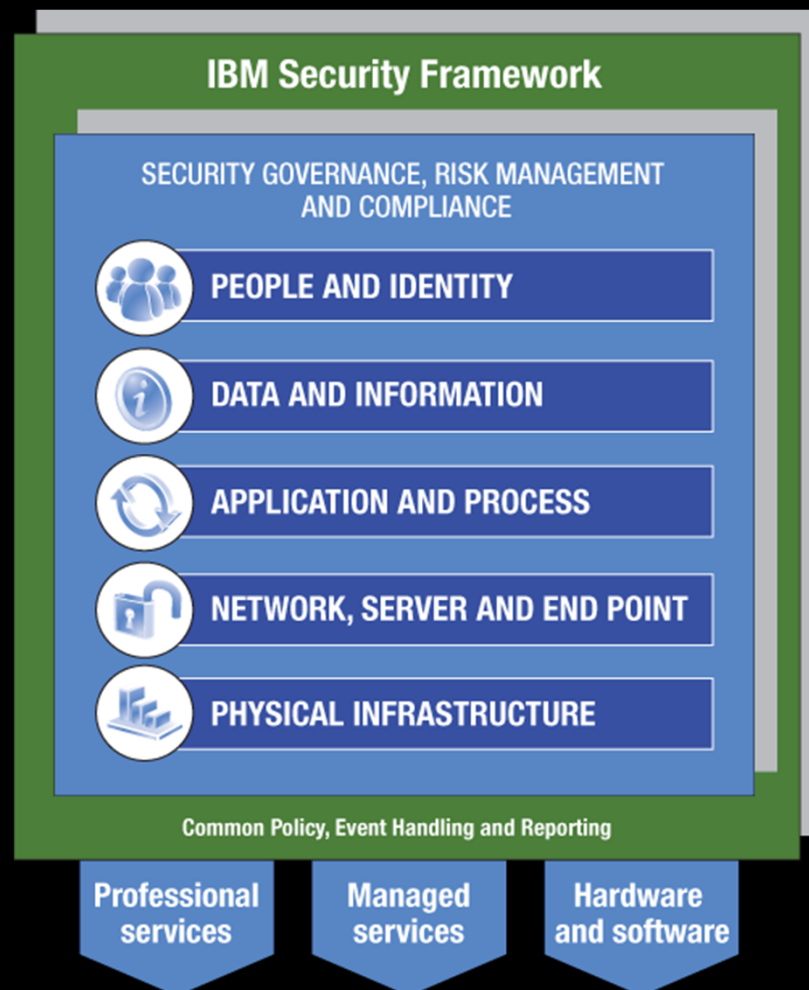 IBM Security Framework
SECURITY GOVERNANCE, RISK MANAGEMENT
AND COMPLIANCE
PEOPLE AND IDENTITY
i
DATA AND INFORMATION
APPLICATION AND PROCESS
NETWORK, SERVER AND END POINT
PHYSICAL INFRASTRUCTURE
Common Policy, Event Handling and Reporting
Professional
services
Managed
services
Hardware
and software